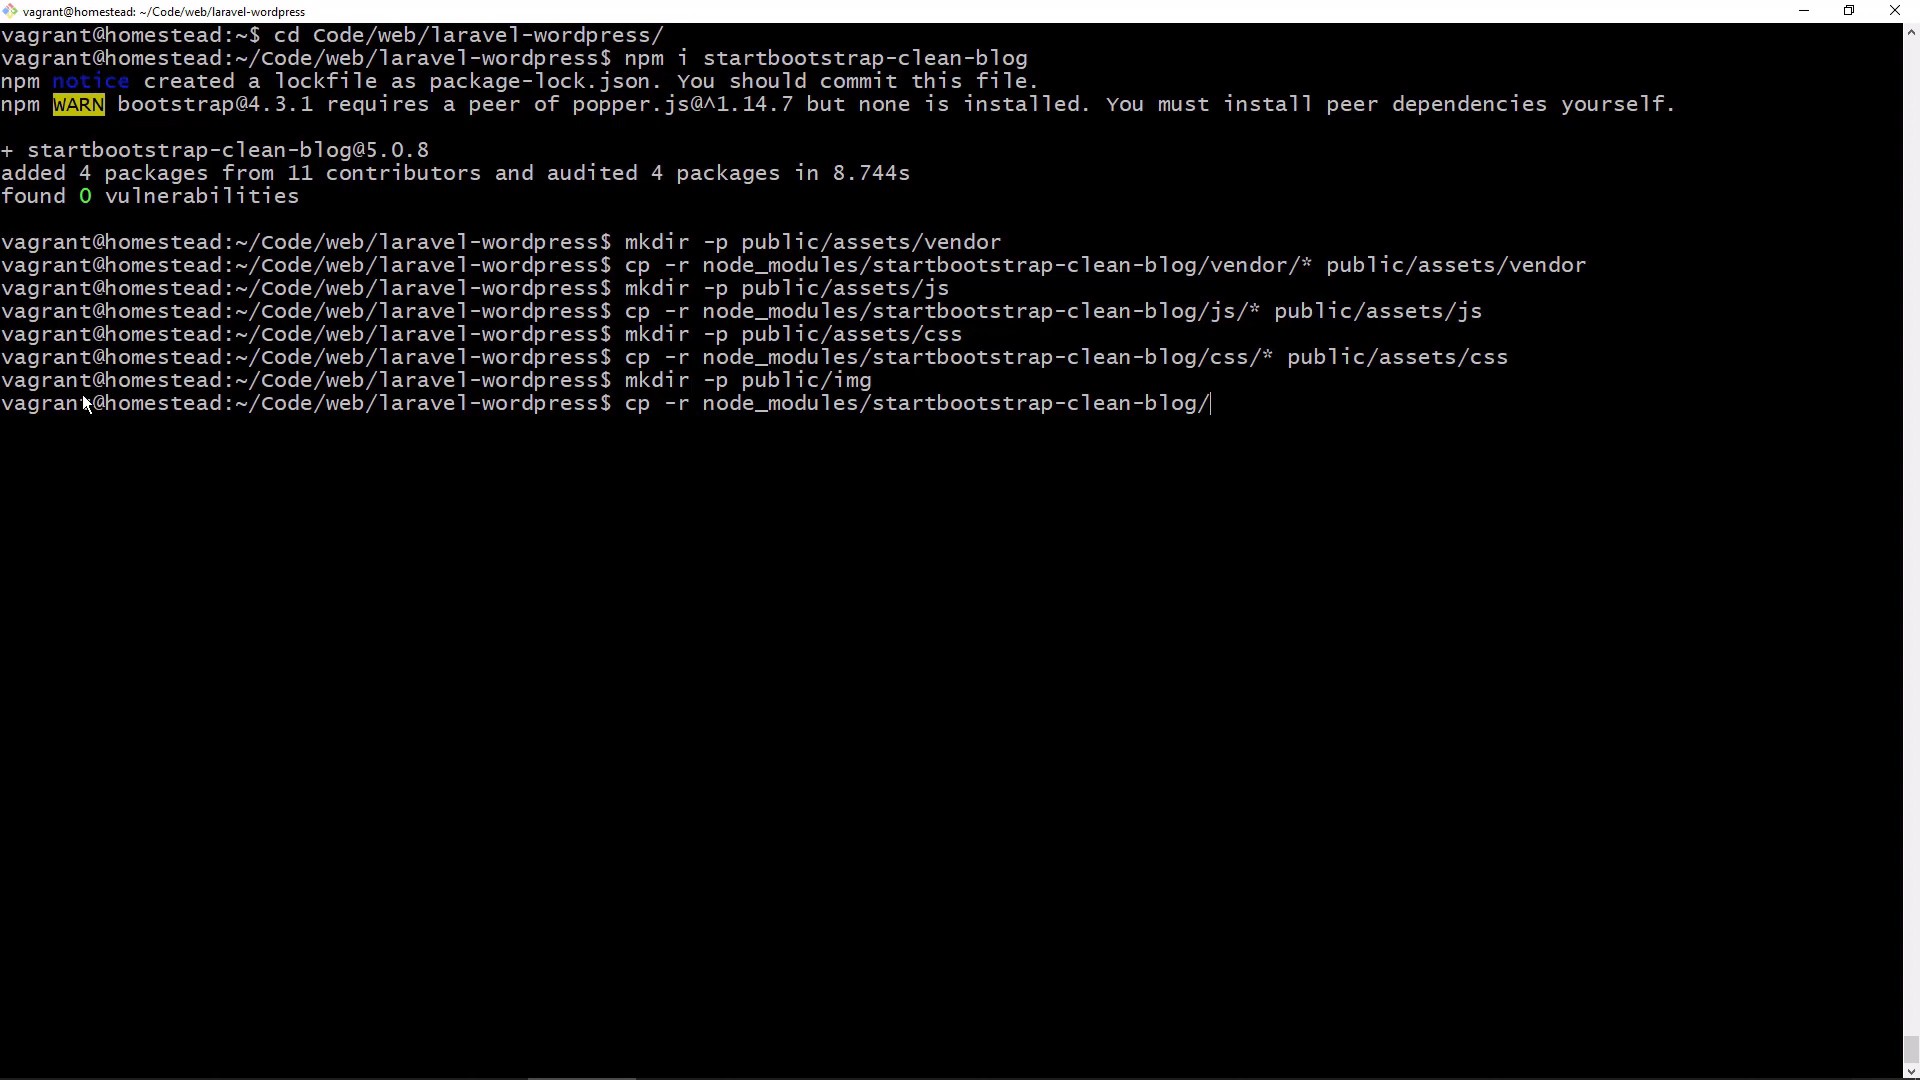 vagrant@homestead: ~/Code/web/laravel-wordpress
vagrant@homestead:~$ cd Code/web/laravel-wordpress/
vagrant@homestead:~/Code/web/laravel-wordpress$ npm i startbootstrap-clean-blog
npm notice created a lockfile as package-lock.json. You should commit this file.
npm WARN bootstrap@4.3.1 requires a peer of popper.js@^1.14.7 but none is installed. You must install peer dependencies yourself.
+ startbootstrap-clean-blog@5.0.8
added 4 packages from 11 contributors and audited 4 packages in 8.744s
found 0 vulnerabilities
vagrant@homestead:~/Code/web/laravel-wordpress$ mkdir -p public/assets/vendor
vagrant@homestead:~/Code/web/laravel-wordpress$ cp -r node_modules/startbootstrap-clean-blog/vendor/* public/assets/vendor
vagrant@homestead:~/Code/web/laravel-wordpress$ mkdir -p public/assets/js
vagrant@homestead:~/Code/web/laravel-wordpress$ cp -r node_modules/startbootstrap-clean-blog/js/* public/assets/js
vagrant@homestead:~/Code/web/laravel-wordpress$ mkdir -p public/assets/css
vagrant@homestead:~/Code/web/laravel-wordpress$ cp -r node_modules/startbootstrap-clean-blog/css/* public/assets/css
vagrant@homestead:~/Code/web/laravel-wordpress$ mkdir -p public/img
vagrant@homestead:~/Code/web/laravel-wordpress$ cp -r node_modules/startbootstrap-clean-blog/